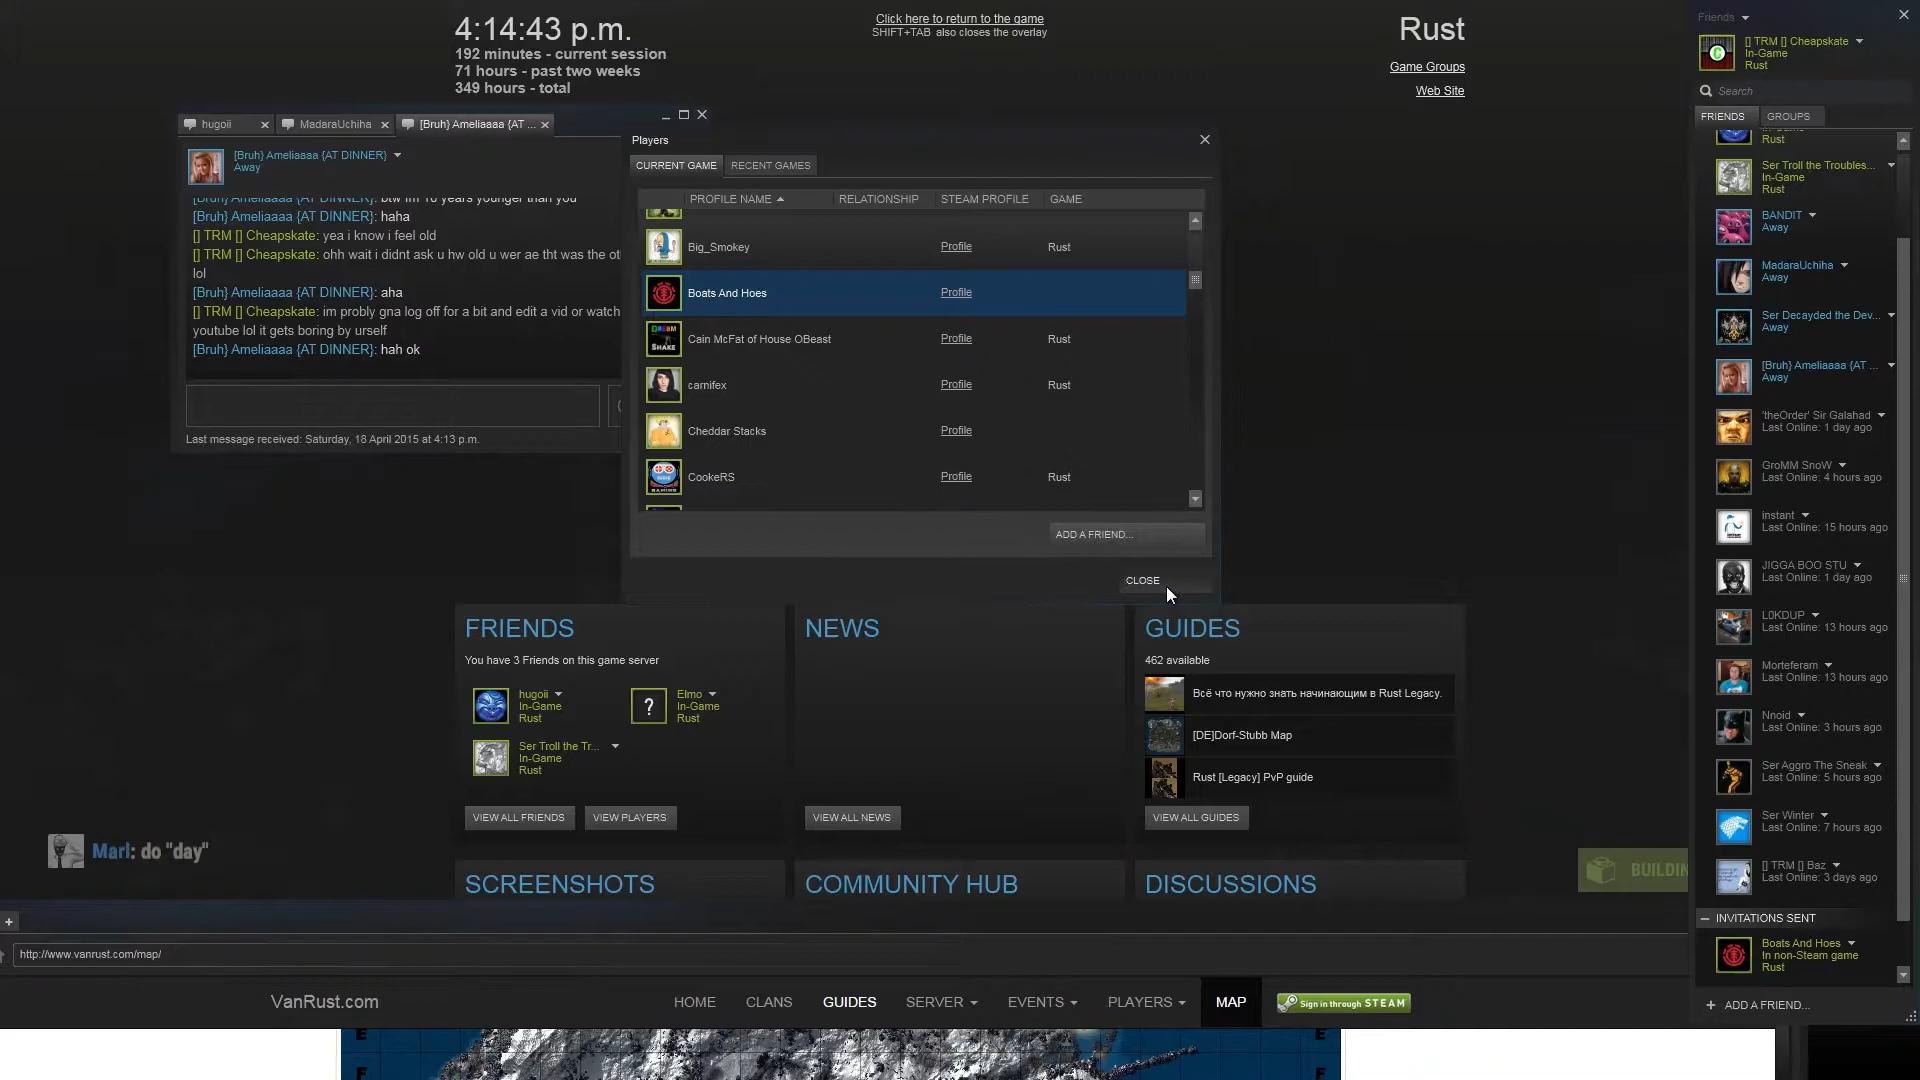 4:14:43 p.m.
192 minutes - current session
71 hours - past two weeks
349 hours - total
Click here to return to the game
SHIFT+TAB also closes the overlay
Rust
Game Groups
Web Site
hugoii
MadaraUchiha
[Bruh} Ameliaaaa {AT ...
[Bruh} Ameliaaaa {AT DINNER}
Away
[Bruh} Ameliaaaa {AT DINNER}: btw im 10 years younger than you
[Bruh} Ameliaaaa {AT DINNER}: haha
[] TRM [] Cheapskate: yea i know i feel old
[] TRM [] Cheapskate: ohh wait i didnt ask u hw old u wer ae tht was the
lol
[Bruh} Ameliaaaa {AT DINNER}: aha
[] TRM [] Cheapskate: im probly gna log off for a bit and edit a vid or watch
youtube lol it gets boring by urself
[Bruh} Ameliaaaa {AT DINNER}: hah ok
Last message received: Saturday, 18 April 2015 at 4:13 p.m.
Players
CURRENT GAME
RECENT GAMES
PROFILE NAME
RELATIONSHIP
STEAM PROFILE
GAME
Big_Smokey Profile Rust
Boats And Hoes Profile
Cain McFat of House OBeast Profile Rust
carnifex Profile Rust
Cheddar Stacks Profile
CookeRS Profile Rust
ADD A FRIEND...
CLOSE
FRIENDS
You have 3 Friends on this game server
hugoii
In-Game
Rust
Elmo
In-Game
Rust
Ser Troll the Tr...
In-Game
Rust
VIEW ALL FRIENDS
VIEW PLAYERS
NEWS
VIEW ALL NEWS
GUIDES
462 available
Всё что нужно знать начинающим в Rust Legacy.
[DE]Dorf-Stubb Map
Rust [Legacy] PvP guide
VIEW ALL GUIDES
SCREENSHOTS
COMMUNITY HUB
DISCUSSIONS
Marl: do "day"
BUILDIN
http://www.vanrust.com/map/
VanRust.com
HOME
CLANS
GUIDES
SERVER
EVENTS
PLAYERS
MAP
Sign in through STEAM
E
E
F
F
Friends
[] TRM [] Cheapskate
In-Game
Rust
Search
FRIENDS
GROUPS
In-Game
Rust
Ser Troll the Troubles...
In-Game
Rust
BANDIT
Away
MadaraUchiha
Away
Ser Decayded the Dev...
Away
[Bruh} Ameliaaaa {AT ...
Away
'theOrder' Sir Galahad
Last Online: 1 day ago
GroMM SnoW
Last Online: 4 hours ago
instant
Last Online: 15 hours ago
JIGGA BOO STU
Last Online: 1 day ago
L0KDUP
Last Online: 13 hours ago
Morteferam
Last Online: 13 hours ago
Nnoid
Last Online: 3 hours ago
Ser Aggro The Sneak
Last Online: 5 hours ago
Ser Winter
Last Online: 7 hours ago
[] TRM [] Baz
Last Online: 3 days ago
INVITATIONS SENT
Boats And Hoes
In non-Steam game
Rust
ADD A FRIEND...